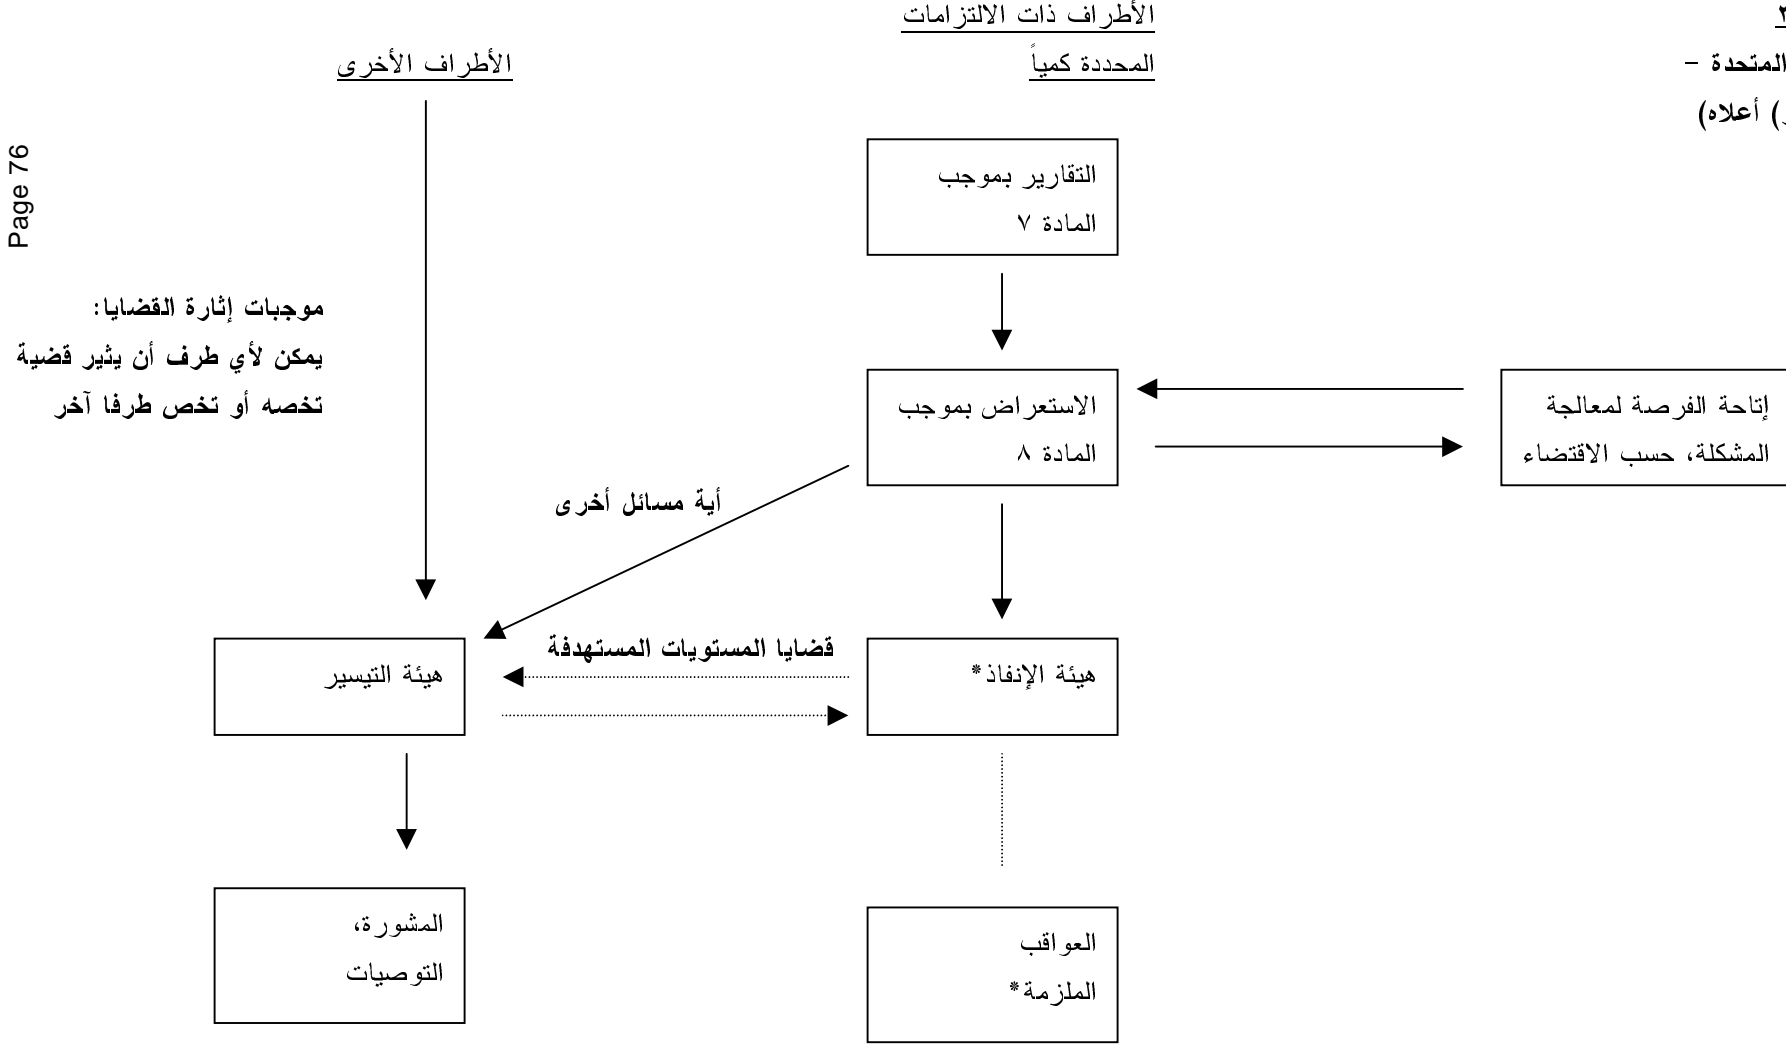 الأطراف ذات الالتزامات
المحددة كمياً
الأطراف الأخرى
المتحدة –
أعلاه)
Page 76
التقارير بموجب
المادة ٧
موجبات إثارة القضايا:
يمكن لأي طرف أن يثير قضية
تخصه أو تخص طرفا آخر
إتاحة الفرصة لمعالجة
المشكلة، حسب الاقتضاء
الاستعراض بموجب
المادة ٨
أية مسائل أخرى
قضايا المستويات المستهدفة
هيئة الإنفاذ*
هيئة التيسير
المشورة،
التوصيات
العواقب
الملزمة*